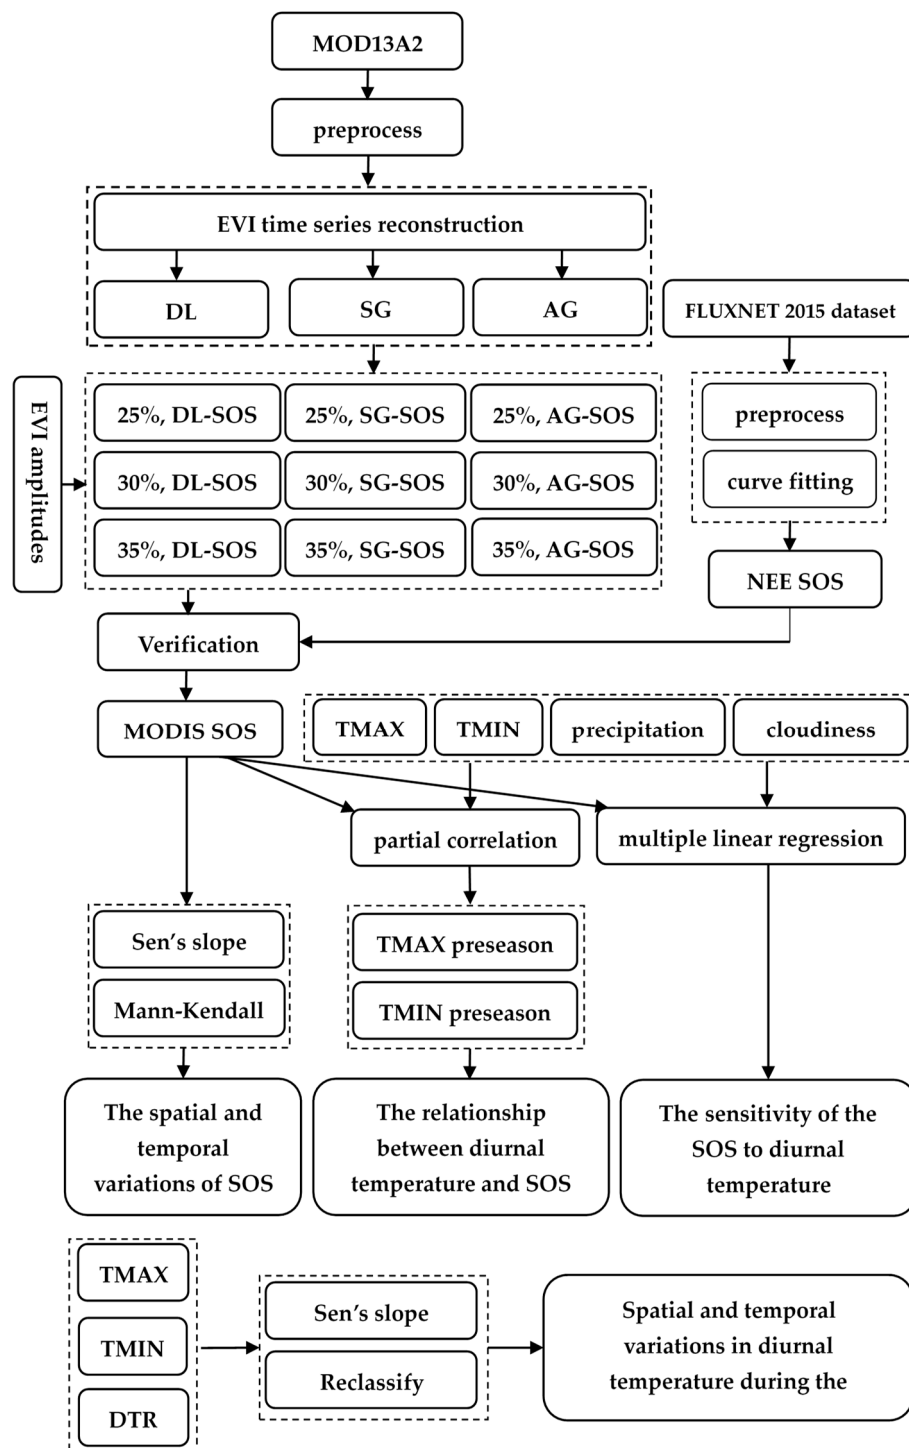 MOD13A2
preprocess
EVI time series reconstruction
DL
SG
AG
FLUXNET 2015 dataset
EVI amplitudes
25%, DL-SOS
25%, SG-SOS
25%, AG-SOS
30%, DL-SOS
30%, SG-SOS
30%, AG-SOS
35%, DL-SOS
35%, SG-SOS
35%, AG-SOS
preprocess
curve fitting
NEE SOS
Verification
MODIS SOS
TMAX
TMIN
precipitation
cloudiness
partial correlation
multiple linear regression
Sen's slope
Mann-Kendall
TMAX preseason
TMIN preseason
The spatial and
temporal
variations of SOS
The relationship
between diurnal
temperature and SOS
The sensitivity of the
SOS to diurnal
temperature
TMAX
TMIN
DTR
Sen's slope
Reclassify
Spatial and temporal
variations in diurnal
temperature during the